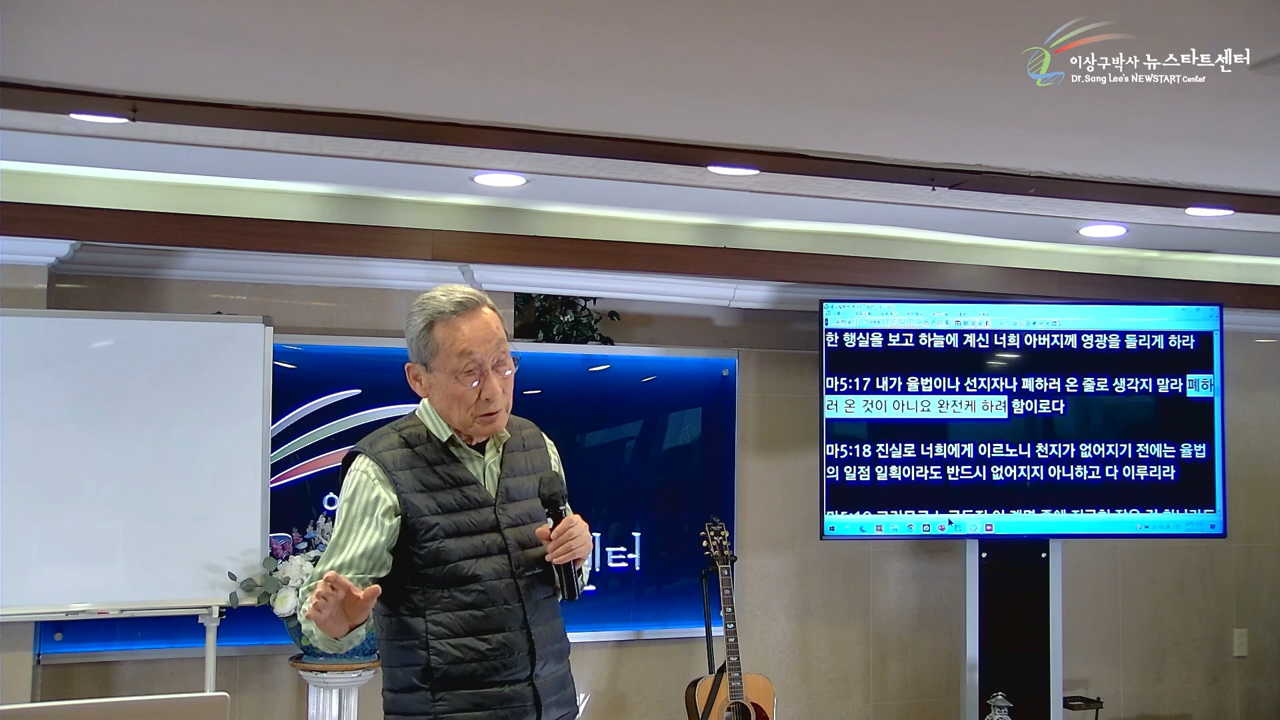 이상구박사 뉴스타트센터
Dr. Sang Lee's NEWSTART Center
한 행실을 보고 하늘에 계신 너희 아버지께 영광을 돌리게 하라
마5:17 내가 율법이나 선지자나 폐하러 온 줄로 생각지 말라 폐하
러 온 것이 아니요 완전케 하려 함이로다
마5:18 진실로 너희에게 이르노니 천지가 없어지기 전에는 율법
의 일점 일획이라도 반드시 없어지지 아니하고 다 이루리라
센터